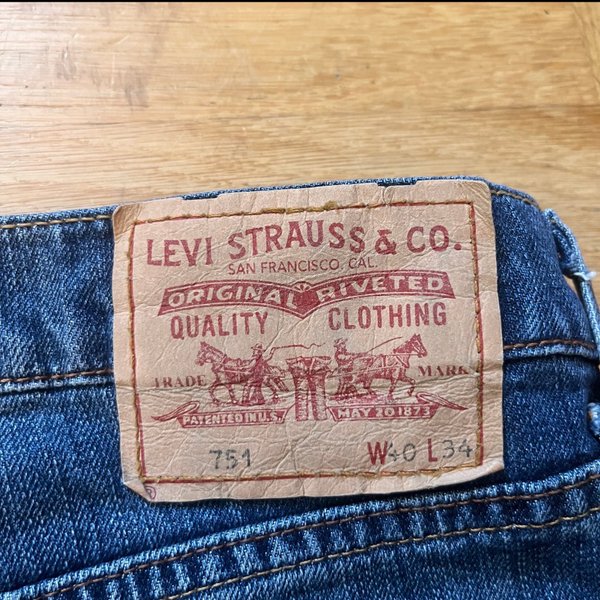 LEVI STRAUSS & CO.
SAN FRANCISCO, CAL.
ORIGINAL RIVETED
QUALITY CLOTHING
TRADE MARK
PATENTED IN U.S. MAY 20 1873
751 W40 L34